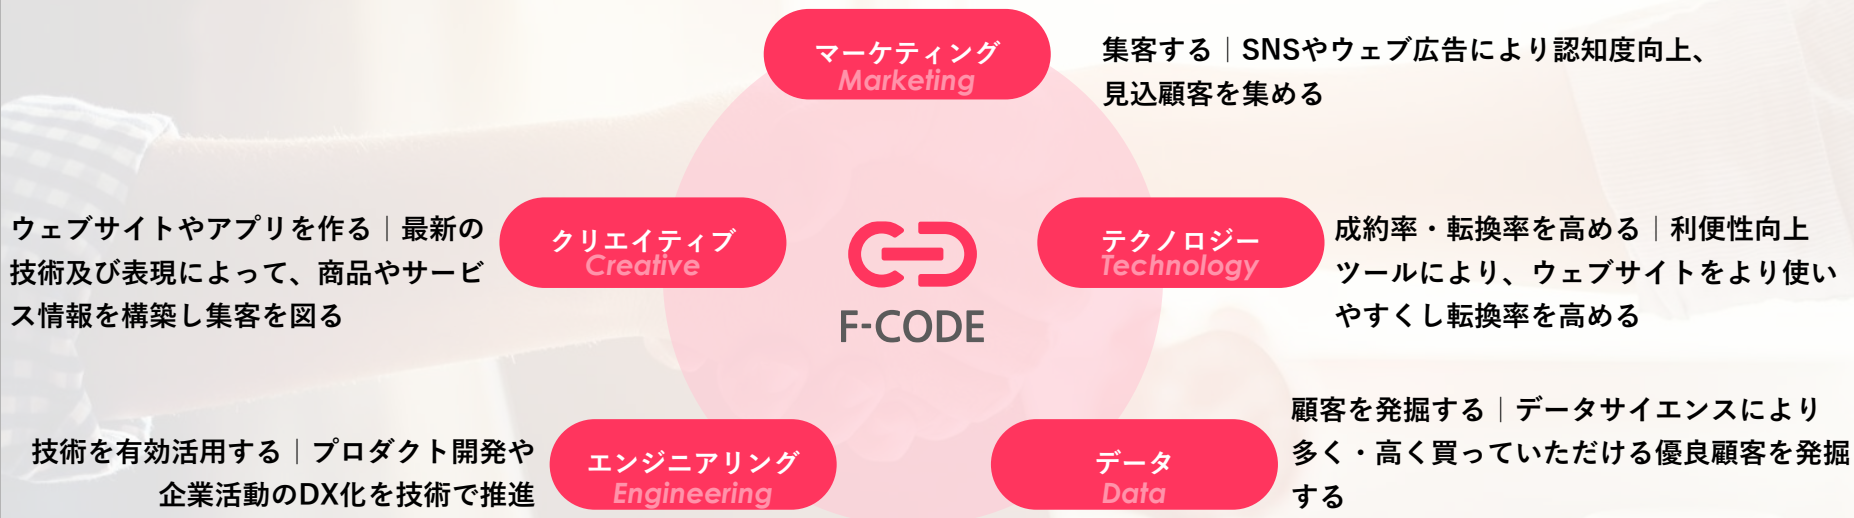 マーケティング
Marketing
集客する｜SNSやウェブ広告により認知度向上、
見込顧客を集める
ウェブサイトやアプリを作る｜最新の
技術及び表現によって、商品やサービ
ス情報を構築し集客を図る
クリエイティブ
Creative
F-CODE
テクノロジー
Technology
成約率・転換率を高める｜利便性向上
ツールにより、ウェブサイトをより使い
やすくし転換率を高める
技術を有効活用する｜プロダクト開発や
企業活動のDX化を技術で推進
エンジニアリング
Engineering
データ
Data
顧客を発掘する｜データサイエンスにより
多く・高く買っていただける優良顧客を発掘
する